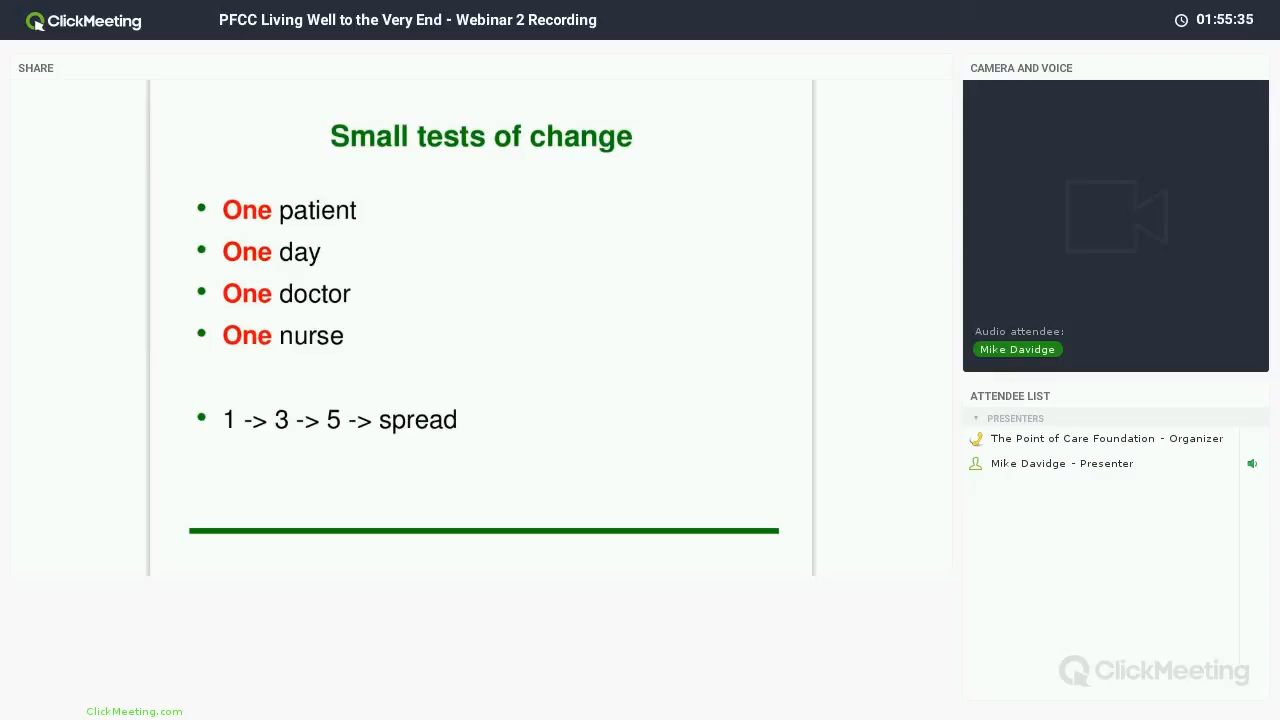 ClickMeeting
PFCC Living Well to the Very End - Webinar 2 Recording
01:55:35
SHARE
Small tests of change
• One patient
• One day
• One doctor
• One nurse
• 1 -> 3 -> 5 -> spread
CAMERA AND VOICE
Audio attendee:
Mike Davidge
ATTENDEE LIST
PRESENTERS
The Point of Care Foundation - Organizer
Mike Davidge - Presenter
ClickMeeting
ClickMeeting.com